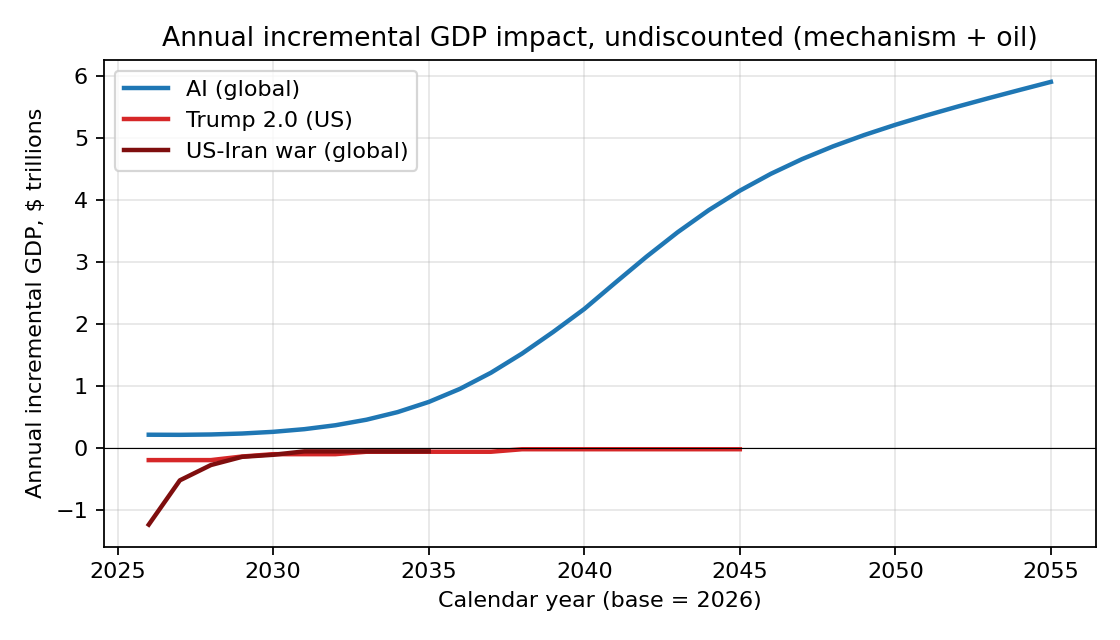 Annual incremental GDP impact, undiscounted (mechanism + oil)
AI (global)
Trump 2.0 (US)
US-Iran war (global)
Annual incremental GDP, $ trillions
6
5
4
3
2
1
0
−1
2025 2030 2035 2040 2045 2050 2055
Calendar year (base = 2026)